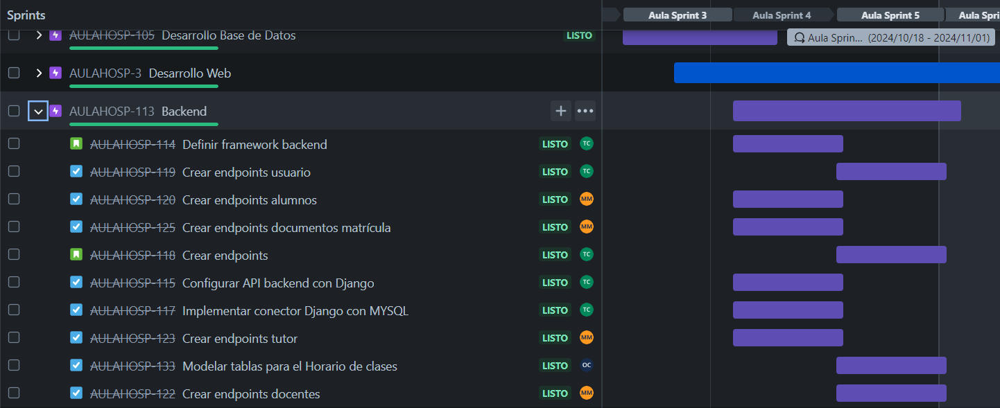 Sprints Aula Sprint 3 Aula Sprint 4 Aula Sprint 5 Aula Spri
AULAHOSP-105 Desarrollo Base de Datos LISTO Aula Sprin... (2024/10/18 - 2024/11/01)
AULAHOSP-3 Desarrollo Web
AULAHOSP-113 Backend
AULAHOSP-114 Definir framework backend LISTO TC
AULAHOSP-119 Crear endpoints usuario LISTO TC
AULAHOSP-120 Crear endpoints alumnos LISTO MM
AULAHOSP-125 Crear endpoints documentos matrícula LISTO MM
AULAHOSP-118 Crear endpoints LISTO TC
AULAHOSP-115 Configurar API backend con Django LISTO TC
AULAHOSP-117 Implementar conector Django con MYSQL LISTO TC
AULAHOSP-123 Crear endpoints tutor LISTO MM
AULAHOSP-133 Modelar tablas para el Horario de clases LISTO OC
AULAHOSP-122 Crear endpoints docentes LISTO MM